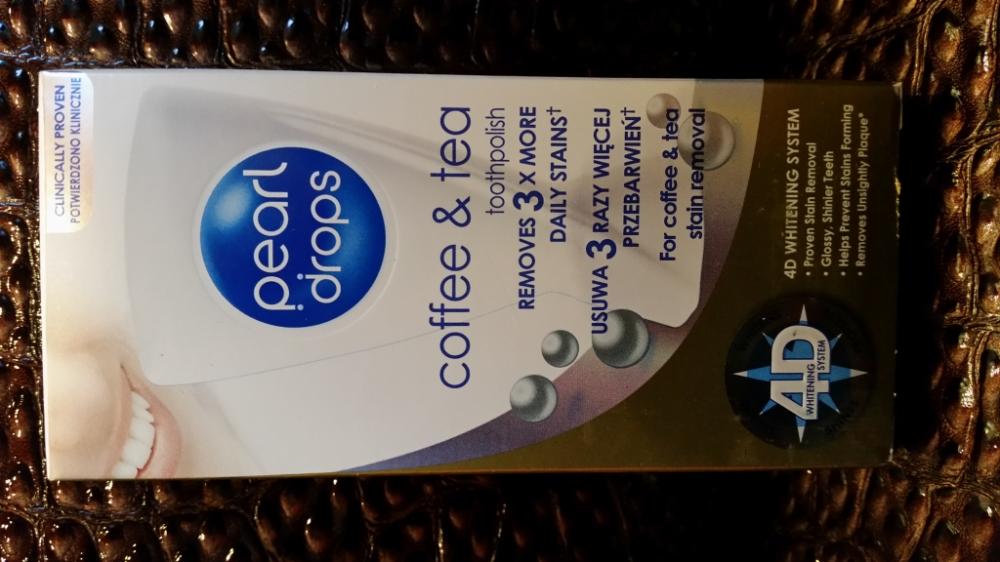 CLINICALLY PROVEN
POTWIERDZONO KLINICZNIE
pearl
drops
coffee & tea
toothpolish
REMOVES 3 X MORE
DAILY STAINS†
USUWA 3 RAZY WIĘCEJ
PRZEBARWIEŃ†
For coffee & tea
stain removal
4D WHITENING SYSTEM
• Proven Stain Removal
• Glossy, Shinier Teeth
• Helps Prevent Stains Forming
• Removes Unsightly Plaque*
4D
WHITENING
SYSTEM